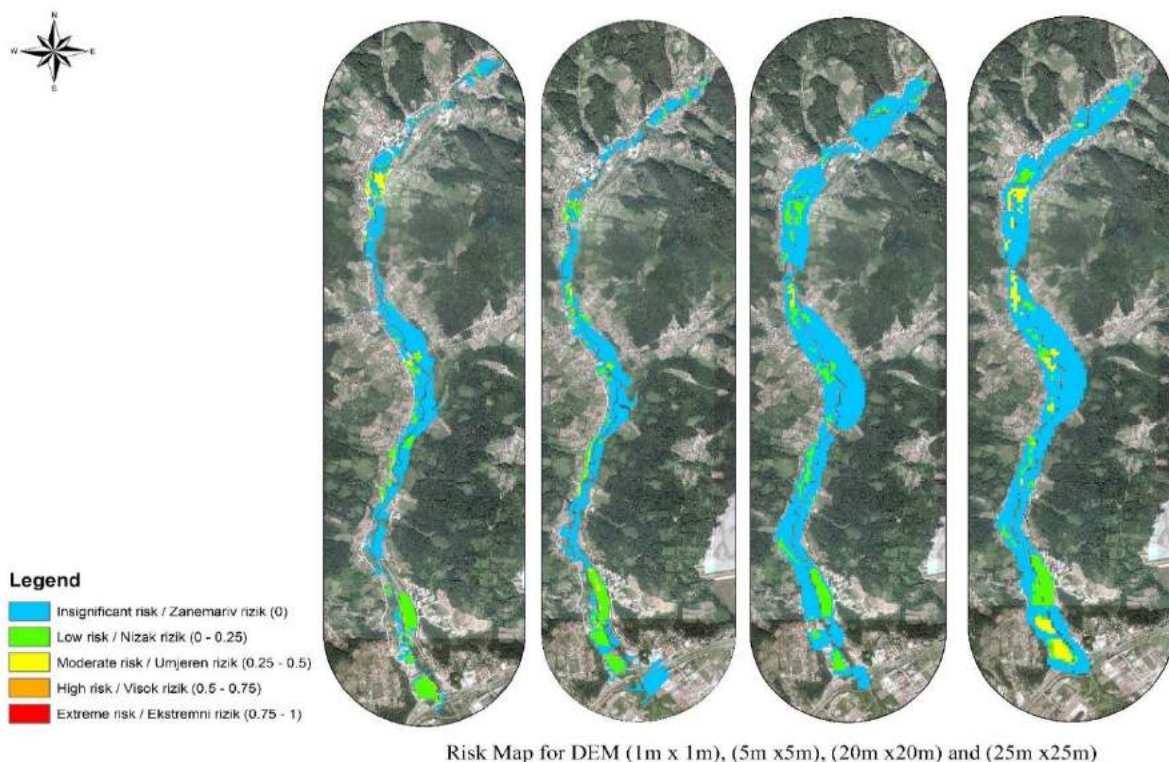 N
W E
S
Legend
Insignificant risk / Zanemariv rizik (0)
Low risk / Nizak rizik (0 - 0.25)
Moderate risk / Umjeren rizik (0.25 - 0.5)
High risk / Visok rizik (0.5 - 0.75)
Extreme risk / Ekstremni rizik (0.75 - 1)
Risk Map for DEM (1m x 1m), (5m x5m), (20m x20m) and (25m x25m)